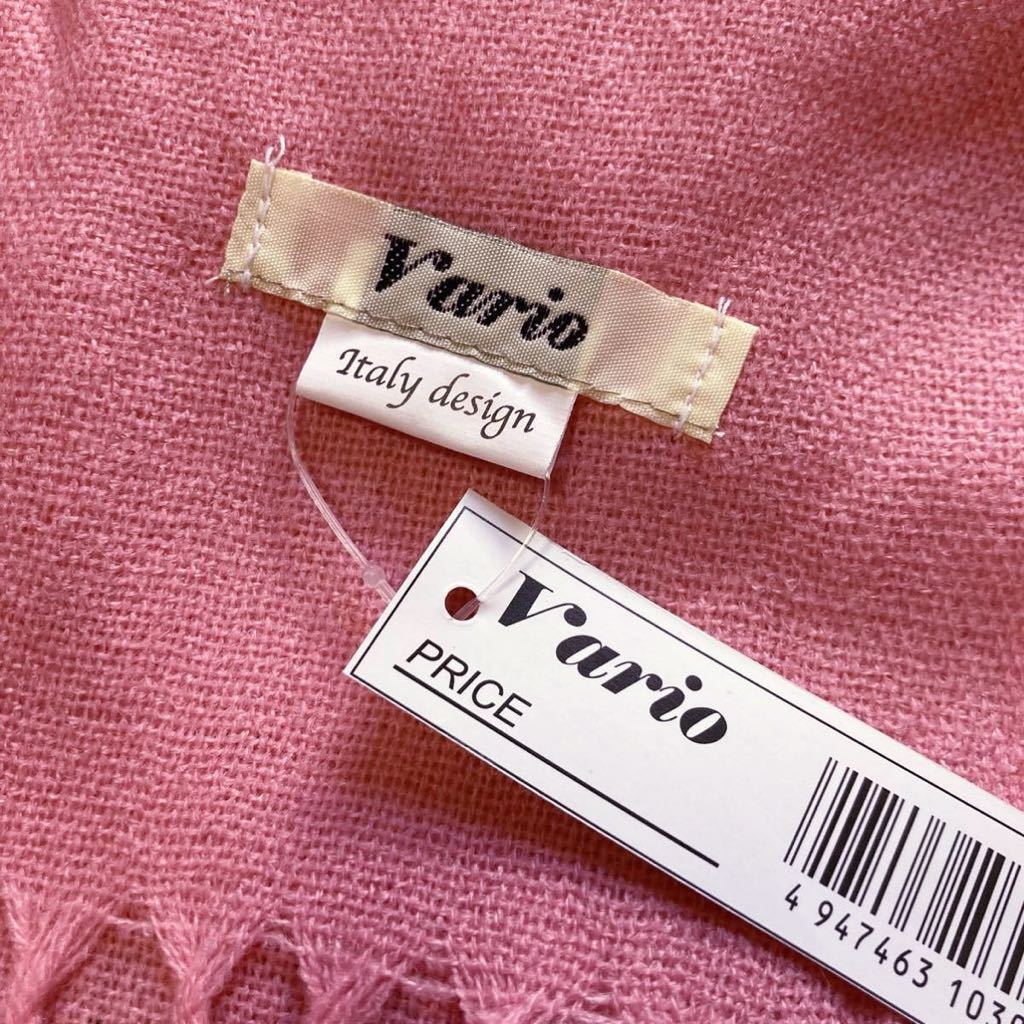 Vario
Italy design
Vario
PRICE
4 947463 103